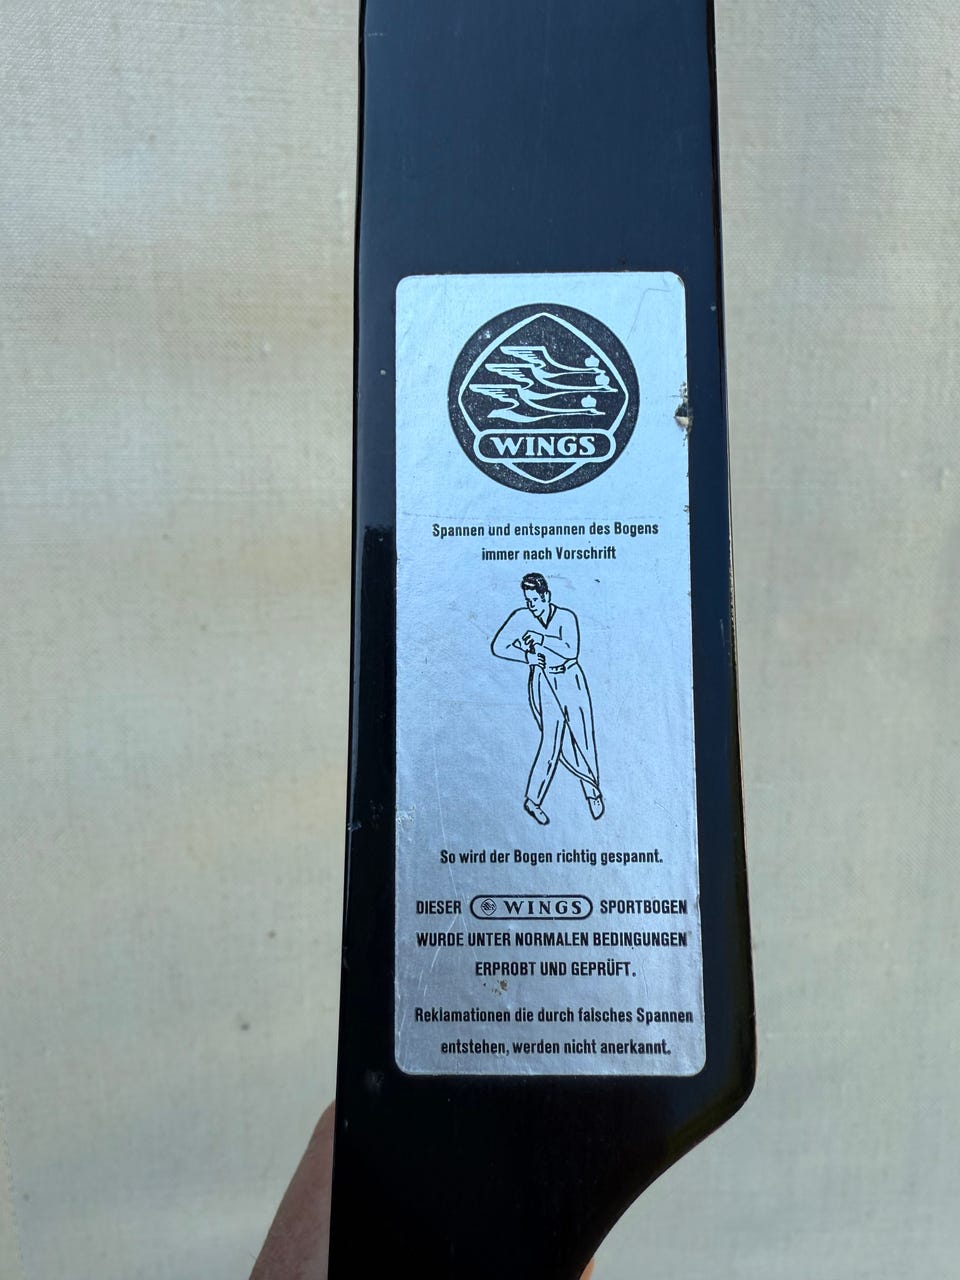 WINGS
Spannen und entspannen des Bogens
immer nach Vorschrift
So wird der Bogen richtig gespannt.
DIESER WINGS SPORTBOGEN
WURDE UNTER NORMALEN BEDINGUNGEN
ERPROBT UND GEPRÜFT.
Reklamationen die durch falsches Spannen
entstehen, werden nicht anerkannt.